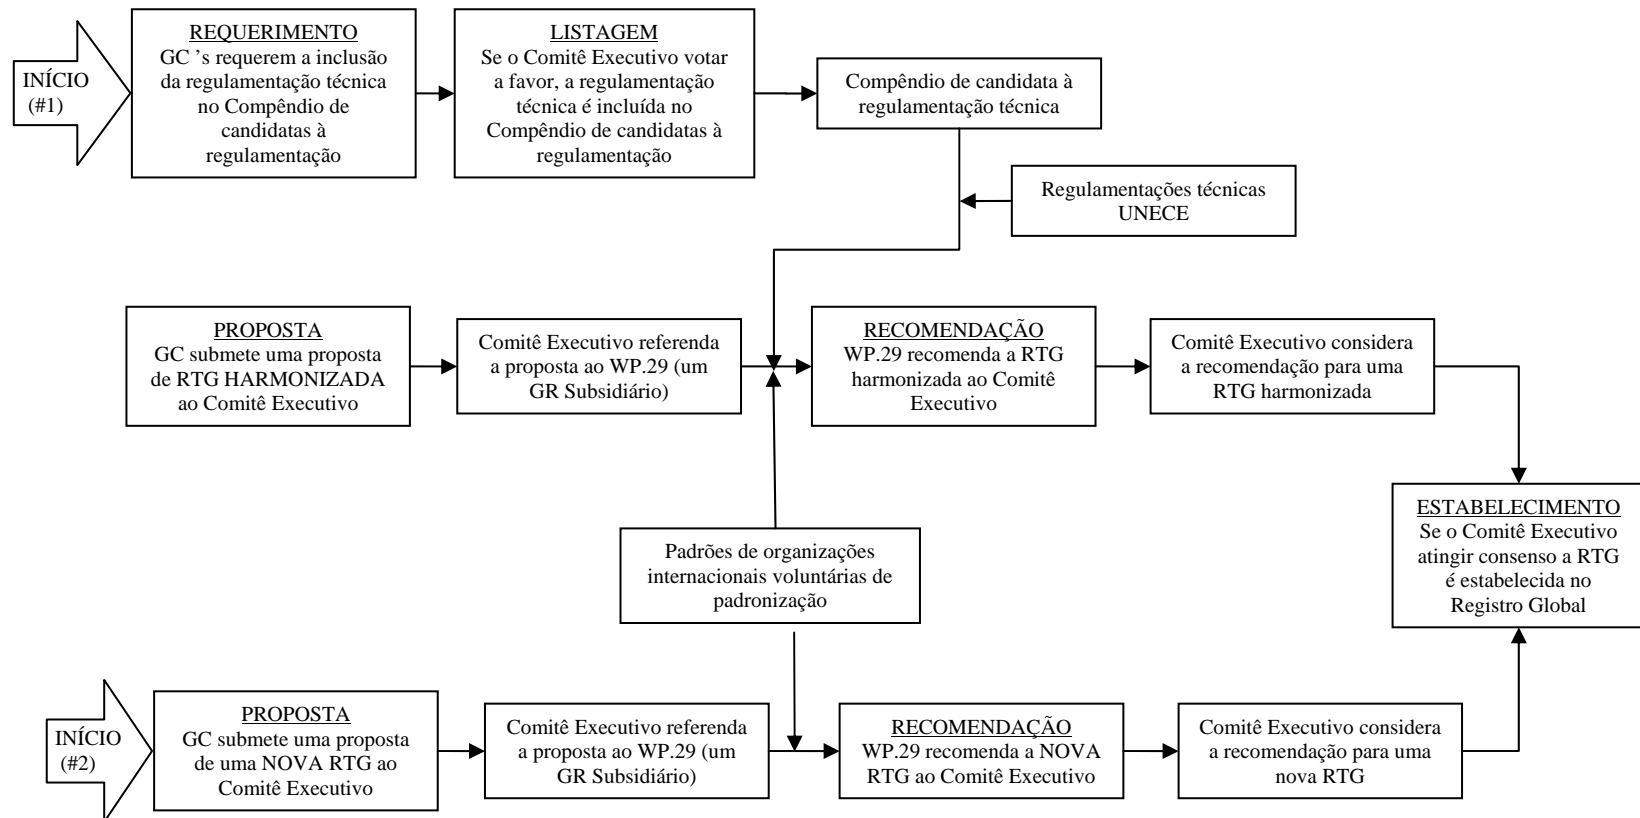 INÍCIO
(#1)
REQUERIMENTO
GC 's requerem a inclusão
da regulamentação técnica
no Compêndio de
candidatas à
regulamentação
LISTAGEM
Se o Comitê Executivo votar
a favor, a regulamentação
técnica é incluída no
Compêndio de candidatas à
regulamentação
Compêndio de candidata à
regulamentação técnica
Regulamentações técnicas
UNECE
PROPOSTA
GC submete uma proposta
de RTG HARMONIZADA
ao Comitê Executivo
Comitê Executivo referenda
a proposta ao WP.29 (um
GR Subsidiário)
RECOMENDAÇÃO
WP.29 recomenda a RTG
harmonizada ao Comitê
Executivo
Comitê Executivo considera
a recomendação para uma
RTG harmonizada
Padrões de organizações
internacionais voluntárias de
padronização
ESTABELECIMENTO
Se o Comitê Executivo
atingir consenso a RTG
é estabelecida no
Registro Global
INÍCIO
(#2)
PROPOSTA
GC submete uma proposta
de uma NOVA RTG ao
Comitê Executivo
Comitê Executivo referenda
a proposta ao WP.29 (um
GR Subsidiário)
RECOMENDAÇÃO
WP.29 recomenda a NOVA
RTG ao Comitê Executivo
Comitê Executivo considera
a recomendação para uma
nova RTG